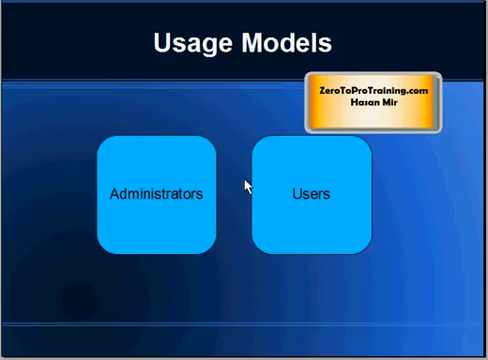 Usage Models
ZeroToProTraining.com
Hasan Mir
Administrators
Users